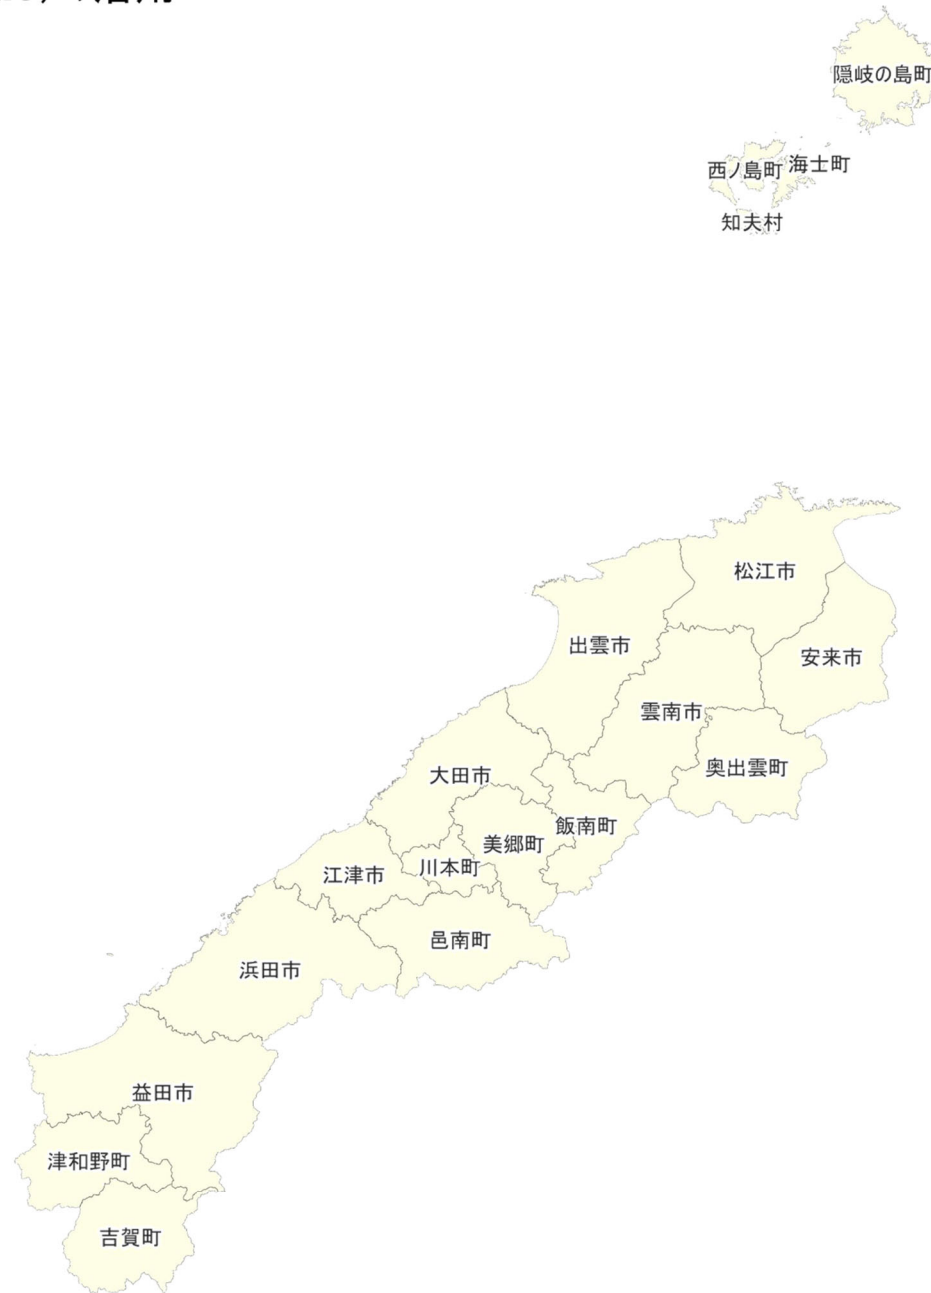 隠岐の島町
海士町
西ノ島町
知夫村
松江市
出雲市
安来市
雲南市
奥出雲町
大田市
飯南町
美郷町
川本町
江津市
邑南町
浜田市
益田市
津和野町
吉賀町